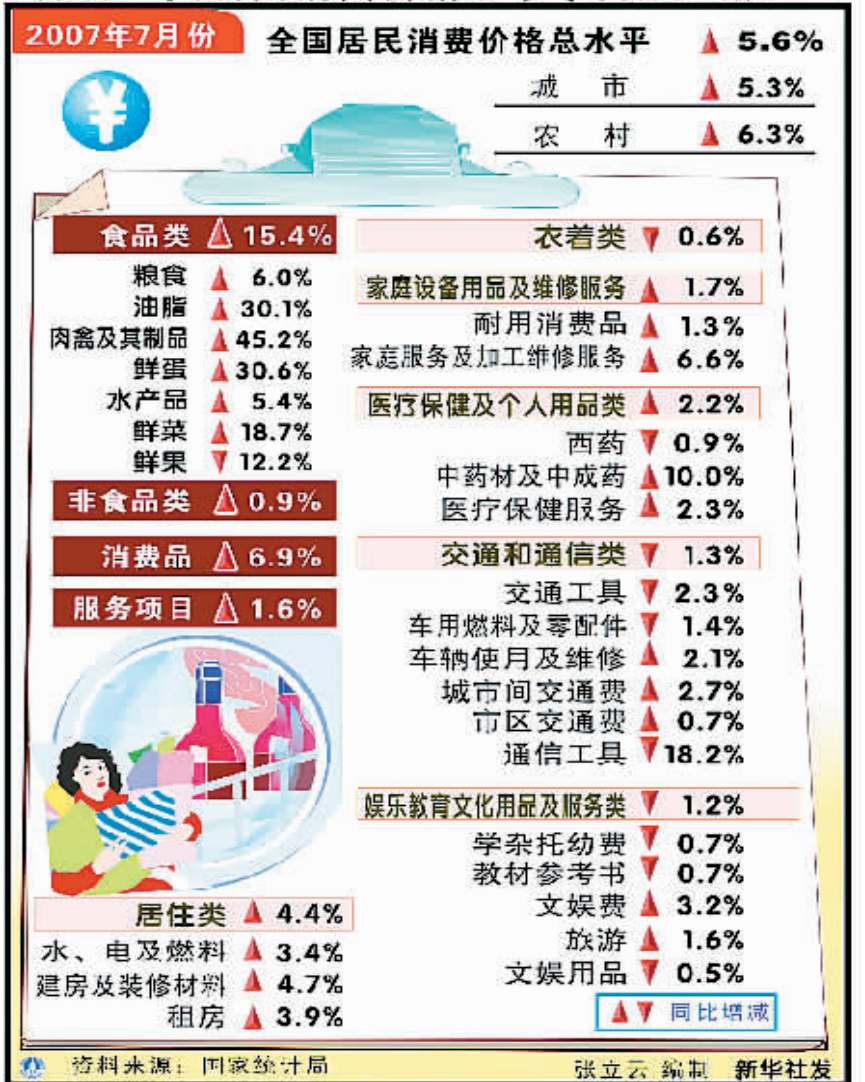 2007年7月份
全国居民消费价格总水平 ▲ 5.6%
城 市 ▲ 5.3%
农 村 ▲ 6.3%
¥
食品类 △ 15.4%
粮食 ▲ 6.0%
油脂 ▲ 30.1%
肉禽及其制品 ▲ 45.2%
鲜蛋 ▲ 30.6%
水产品 ▲ 5.4%
鲜菜 ▲ 18.7%
鲜果 ▼ 12.2%
非食品类 △ 0.9%
消费品 △ 6.9%
服务项目 △ 1.6%
居住类 ▲ 4.4%
水、电及燃料 ▲ 3.4%
建房及装修材料 ▲ 4.7%
租房 ▲ 3.9%
衣着类 ▼ 0.6%
家庭设备用品及维修服务 ▲ 1.7%
耐用消费品 ▲ 1.3%
家庭服务及加工维修服务 ▲ 6.6%
医疗保健及个人用品类 ▲ 2.2%
西药 ▼ 0.9%
中药材及中成药 ▲ 10.0%
医疗保健服务 ▲ 2.3%
交通和通信类 ▼ 1.3%
交通工具 ▼ 2.3%
车用燃料及零配件 ▼ 1.4%
车辆使用及维修 ▲ 2.1%
城市间交通费 ▲ 2.7%
市区交通费 ▲ 0.7%
通信工具 ▼ 18.2%
娱乐教育文化用品及服务类 ▼ 1.2%
学杂托幼费 ▼ 0.7%
教材参考书 ▼ 0.7%
文娱费 ▲ 3.2%
旅游 ▲ 1.6%
文娱用品 ▼ 0.5%
▲▼ 同比增减
资料来源：国家统计局
张立云 编制 新华社发